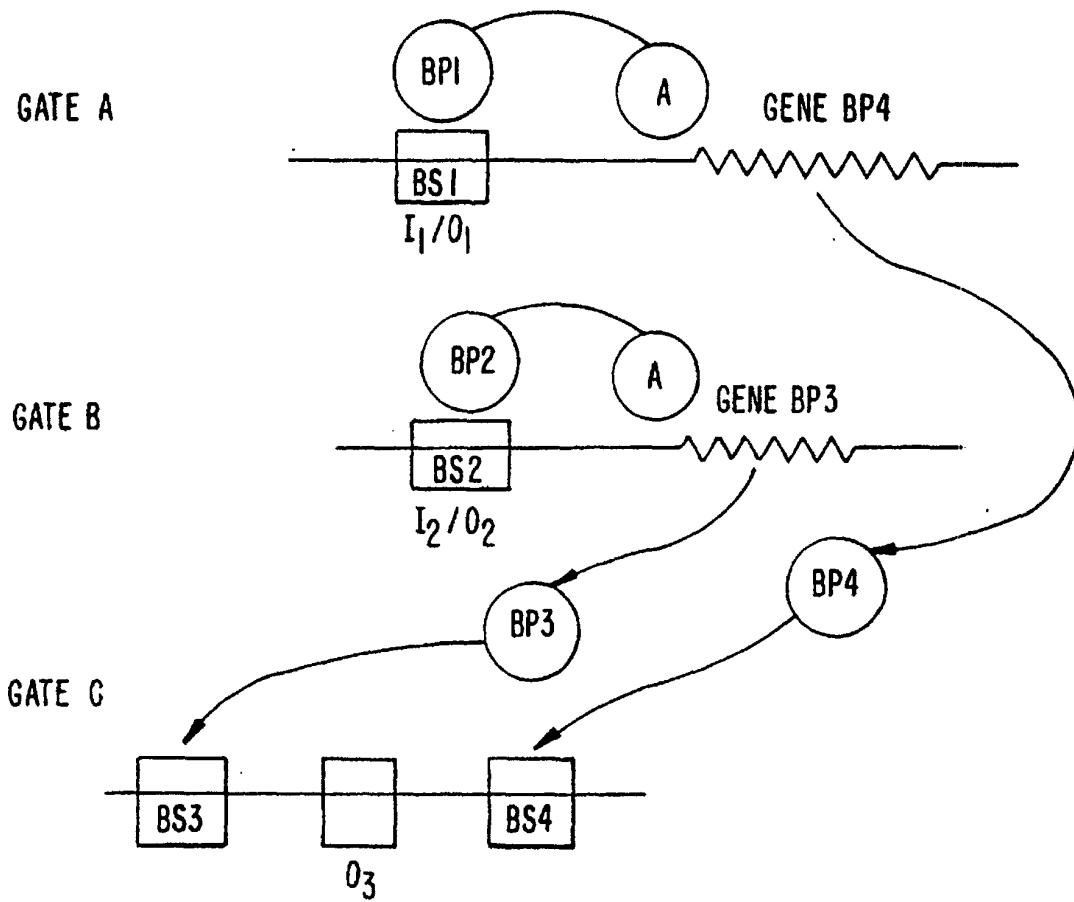 GATE A
BP1
A
GENE BP4
BS1
I1/O1
GATE B
BP2
A
GENE BP3
BS2
I2/O2
BP3
BP4
GATE C
BS3
BS4
O3